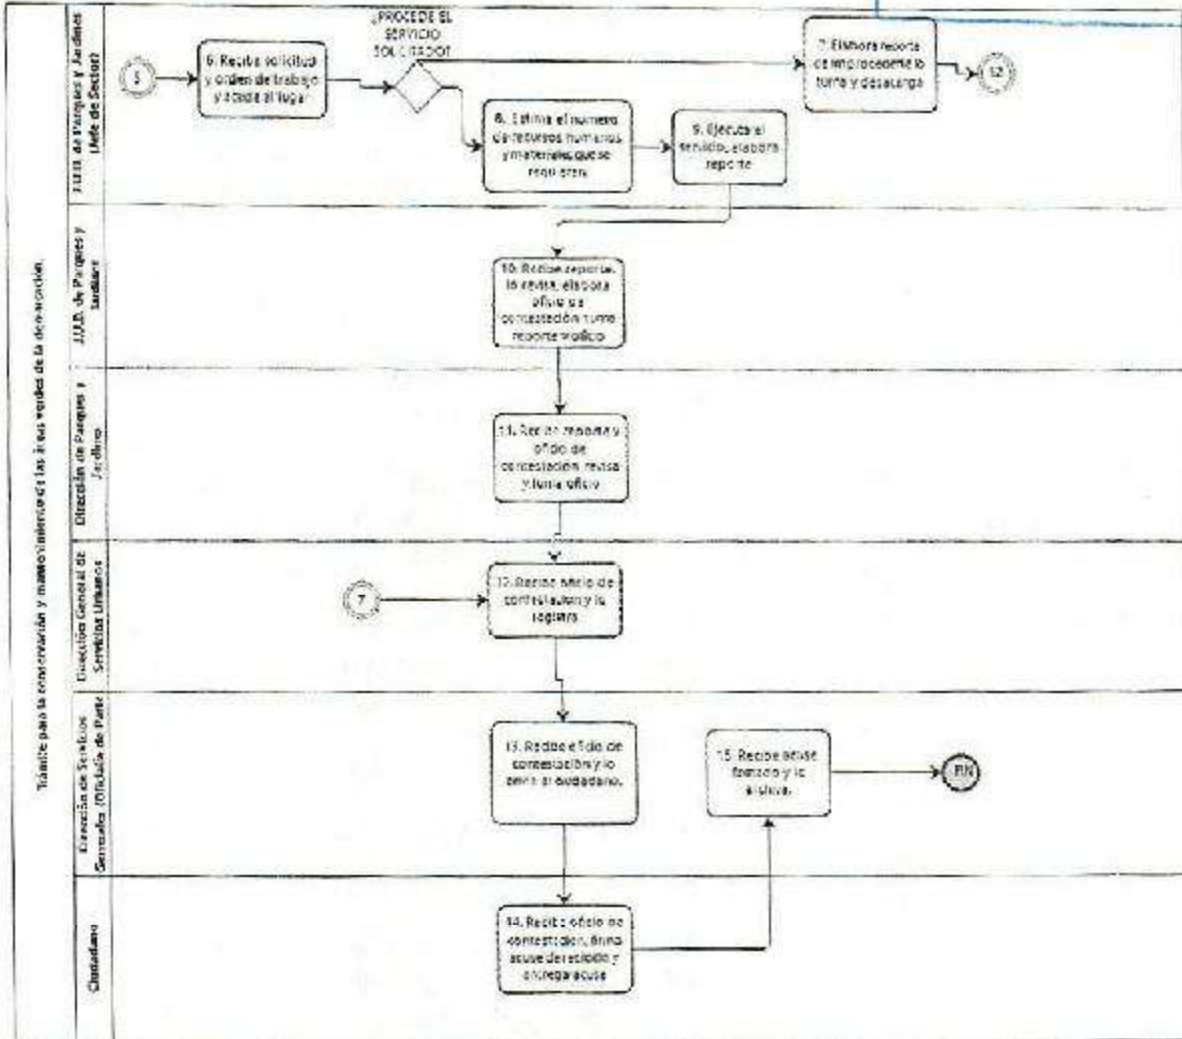 Trámite para la conservación y mantenimiento de las áreas verdes de la demarcación.
J.U.D. de Parques y Jardines
(Jefe de Sector)
5
6. Recibe solicitud
y orden de trabajo
y acude al lugar
¿PROCEDE EL
SERVICIO
SOLICITADO?
7. Elabora reporte
de improcedente lo
turna y descarga
12
8. Estima el numero
de recursos humanos
y materiales que se
requieren
9. Ejecuta el
servicio, elabora
reporte
J.U.D. de Parques y
Jardines
10. Recibe reporte,
lo revisa, elabora
oficio de
contestación turna
reporte y oficio
Dirección de Parques y
Jardines
11. Recibe reporte y
oficio de
contestación revisa
y turna oficio
Dirección General de
Servicios Urbanos
7
12. Recibe oficio de
contestación y lo
registra
Dirección de Servicios
Generales (Oficialía de Parte
13. Recibe oficio de
contestación y lo
envia al ciudadano.
15. Recibe acuse
firmado y lo
archiva.
FIN
Ciudadano
14. Recibe oficio de
contestación, firma
acuse de recibido y
entrega acuse